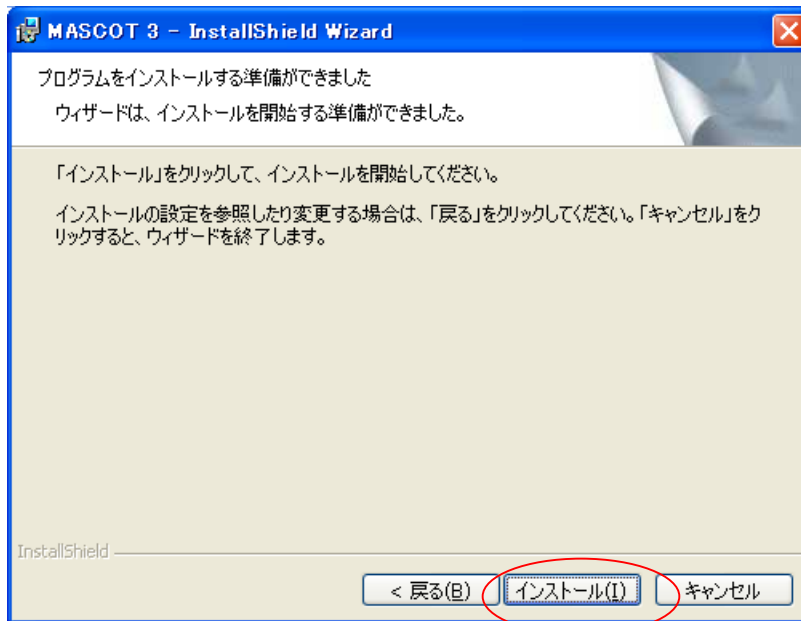 MASCOT 3 - InstallShield Wizard
プログラムをインストールする準備ができました
ウィザードは、インストールを開始する準備ができました。
「インストール」をクリックして、インストールを開始してください。
インストールの設定を参照したり変更する場合は、「戻る」をクリックしてください。「キャンセル」をク
リックすると、ウィザードを終了します。
InstallShield
< 戻る(B) インストール(I) キャンセル